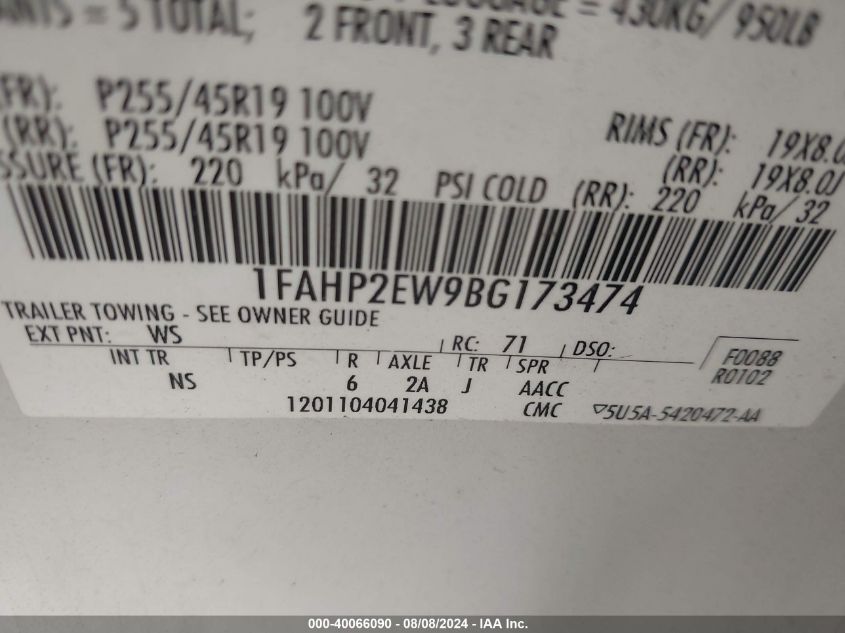 = 430KG/ 950LB
= 5 TOTAL; 2 FRONT, 3 REAR
(FR): P255/45R19 100V RIMS (FR): 19X8.0
(RR): P255/45R19 100V (RR): 19X8.0J
(FR): 220 kPa/ 32 PSI COLD (RR): 220 kPa/ 32
1FAHP2EW9BG173474
TRAILER TOWING - SEE OWNER GUIDE
EXT PNT: WS RC: 71 DSO: F0088
INT TR TP/PS R AXLE TR SPR R0102
NS 6 2A J AACC
1201104041438 CMC ▽5U5A-5420472-AA
000-40066090 - 08/08/2024 - IAA Inc.